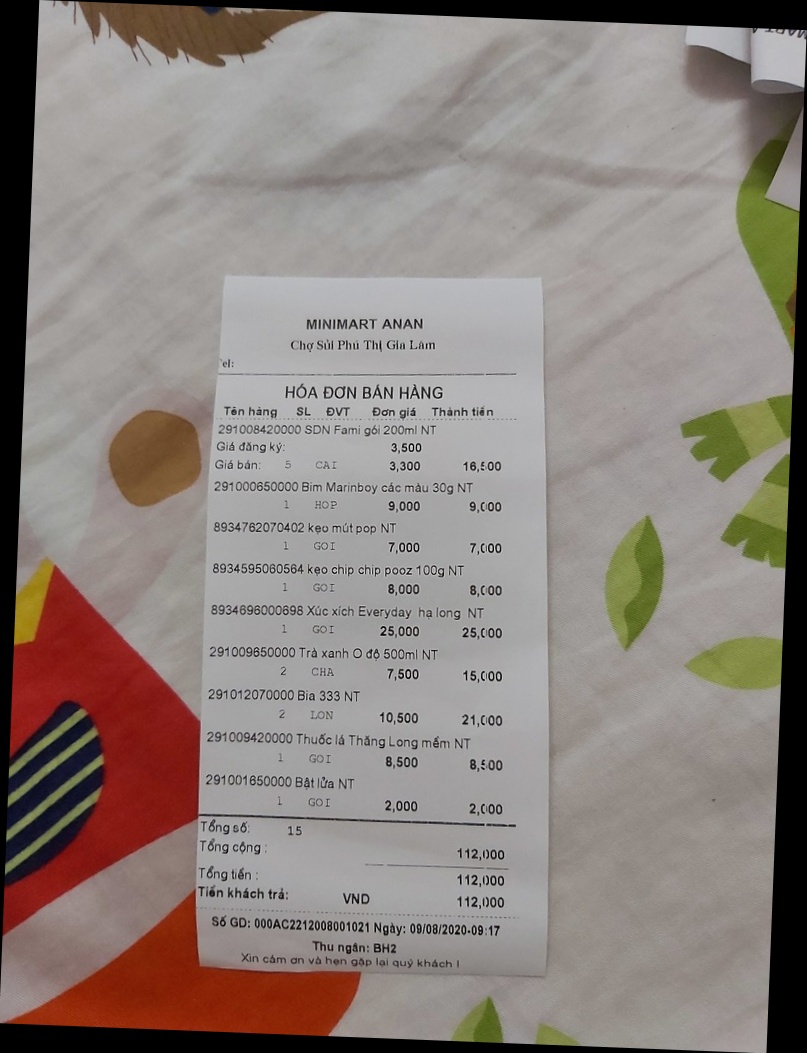 MINIMART ANAN
Chợ Sủi Phú Thị Gia Lâm
Tel:
HÓA ĐƠN BÁN HÀNG
Tên hàng SL ĐVT Đơn giá Thành tiền
291008420000 SDN Fami gói 200ml NT
Giá đăng ký: 3,500
Giá bán: 5 CAI 3,300 16,500
291000650000 Bim Marinboy các màu 30g NT
1 HOP 9,000 9,000
8934762070402 kẹo mút pop NT
1 GOI 7,000 7,000
8934595060564 kẹo chip chip pooz 100g NT
1 GOI 8,000 8,000
8934696000698 Xúc xích Everyday hạ long NT
1 GOI 25,000 25,000
291009650000 Trà xanh O độ 500ml NT
2 CHA 7,500 15,000
291012070000 Bia 333 NT
2 LON 10,500 21,000
291009420000 Thuốc lá Thăng Long mềm NT
1 GOI 8,500 8,500
291001650000 Bật lửa NT
1 GOI 2,000 2,000
Tổng số: 15
Tổng cộng : 112,000
Tổng tiền : 112,000
Tiền khách trả: VND 112,000
Số GD: 000AC2212008001021 Ngày: 09/08/2020-09:17
Thu ngân: BH2
Xin cảm ơn và hẹn gặp lại quý khách !